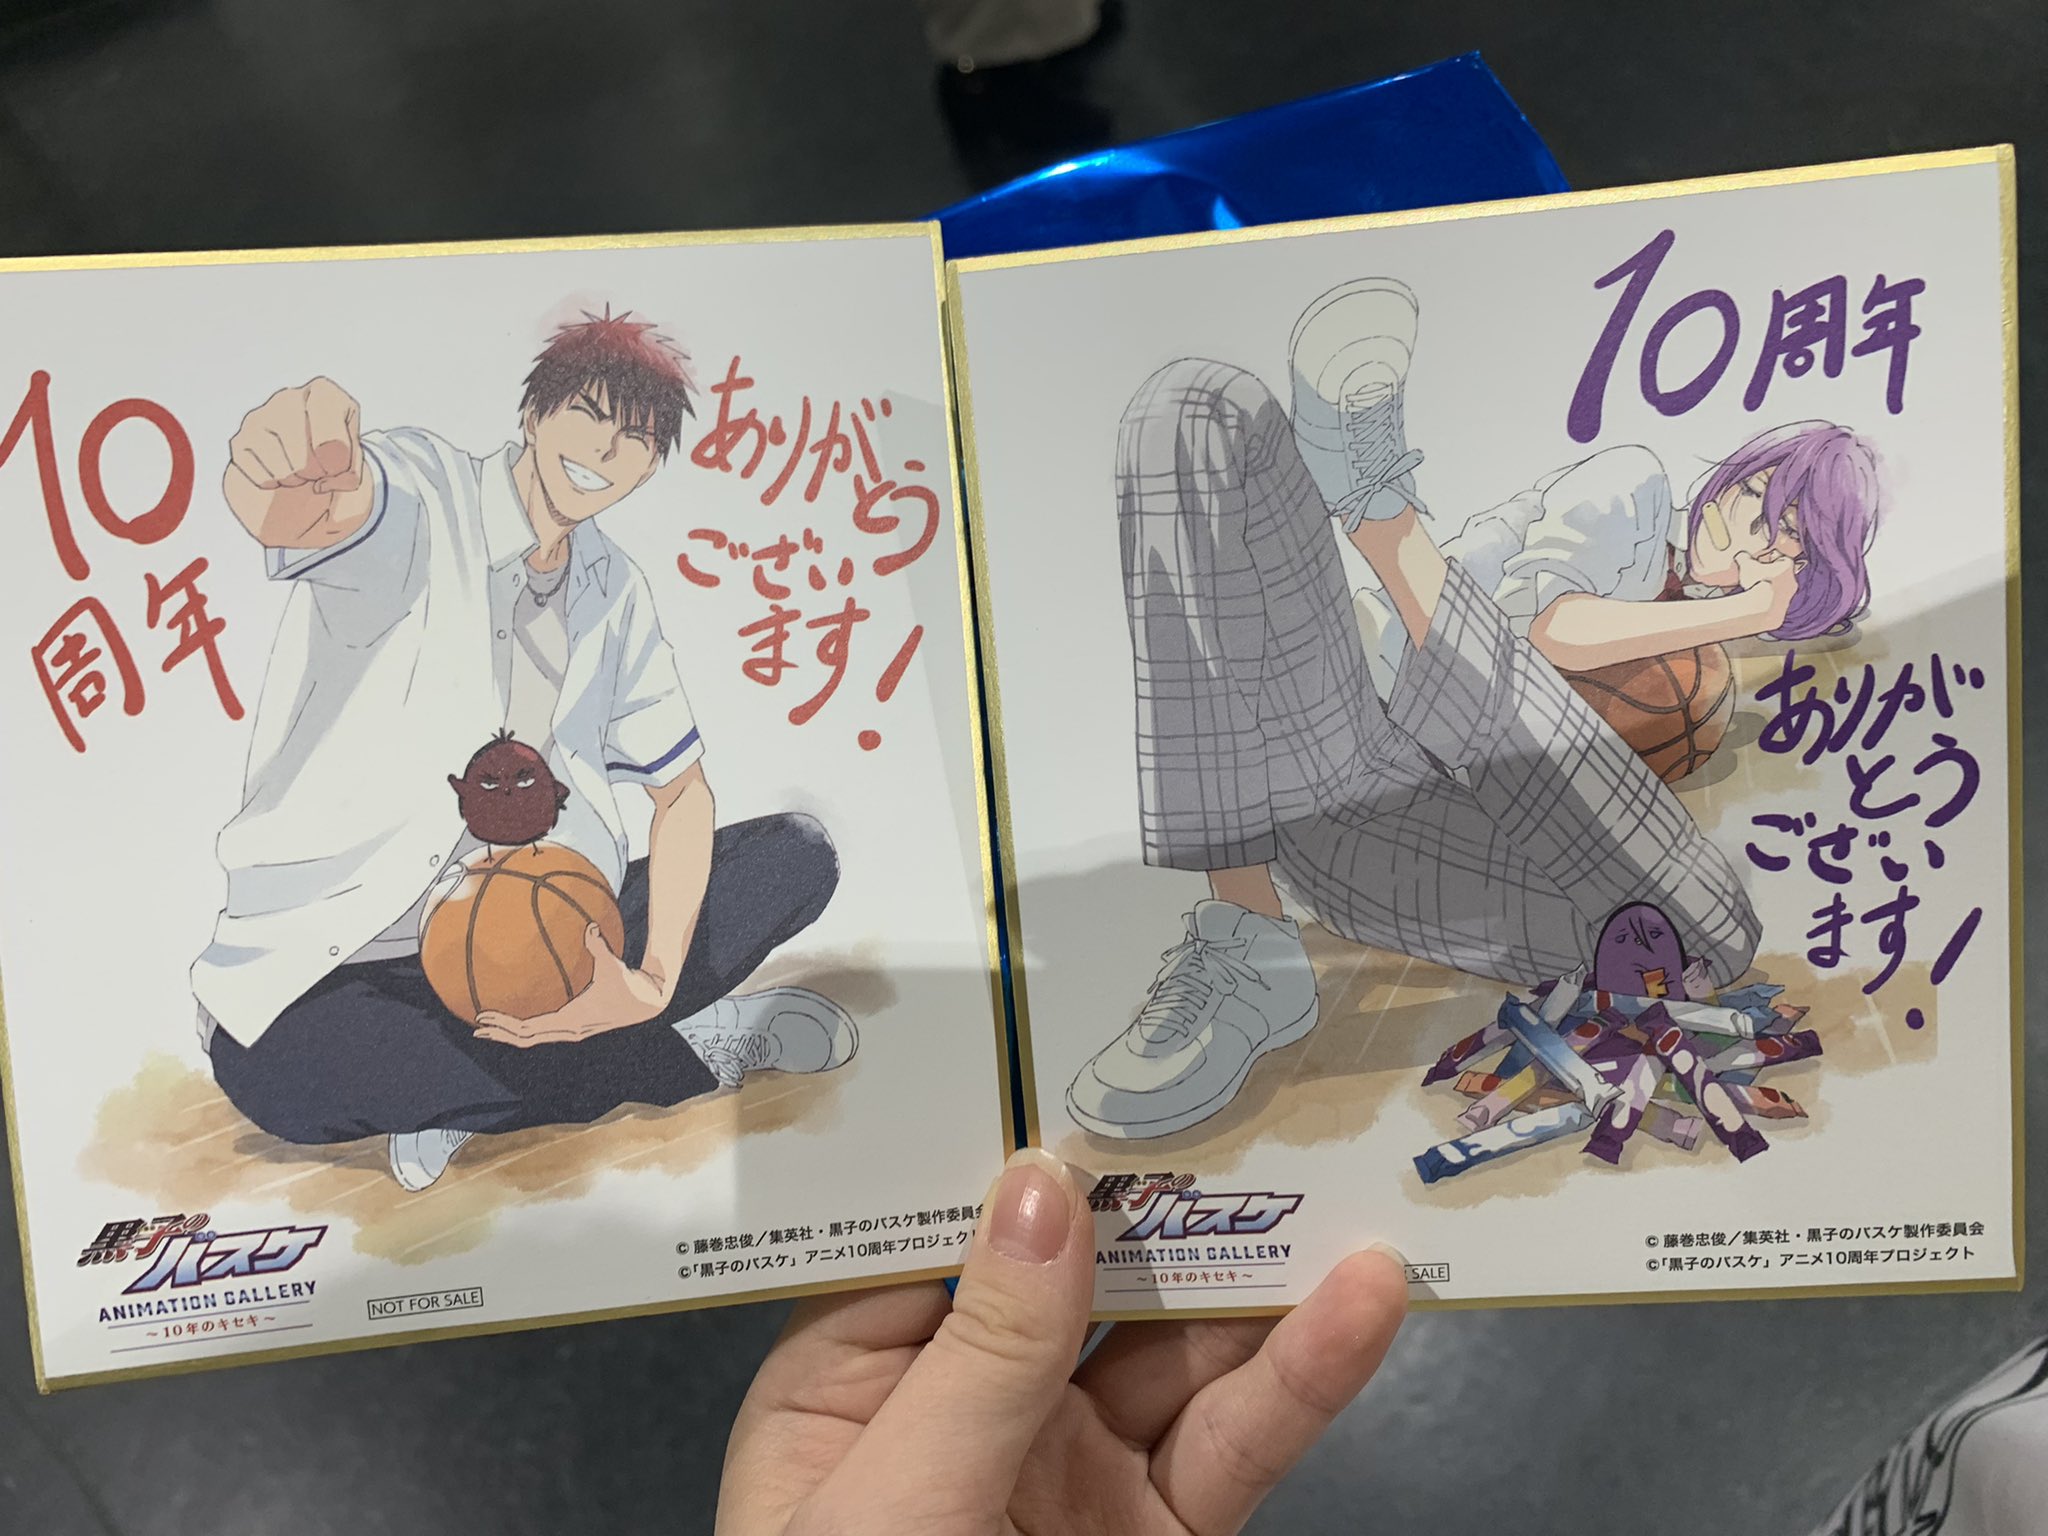 10
周年
ありがとう
ござい
ます!
黒子の
バスケ
ANIMATION GALLERY
~10年のキセキ~
NOT FOR SALE
© 藤巻忠俊／集英社・黒子のバスケ製作委員会
©「黒子のバスケ」アニメ10周年プロジェ
10周年
ありが
とう
ござい
ます!
黒子の
バスケ
ANIMATION GALLERY
~10年のキセキ~
SALE
© 藤巻忠俊／集英社・黒子のバスケ製作委員会
©「黒子のバスケ」アニメ10周年プロジェクト